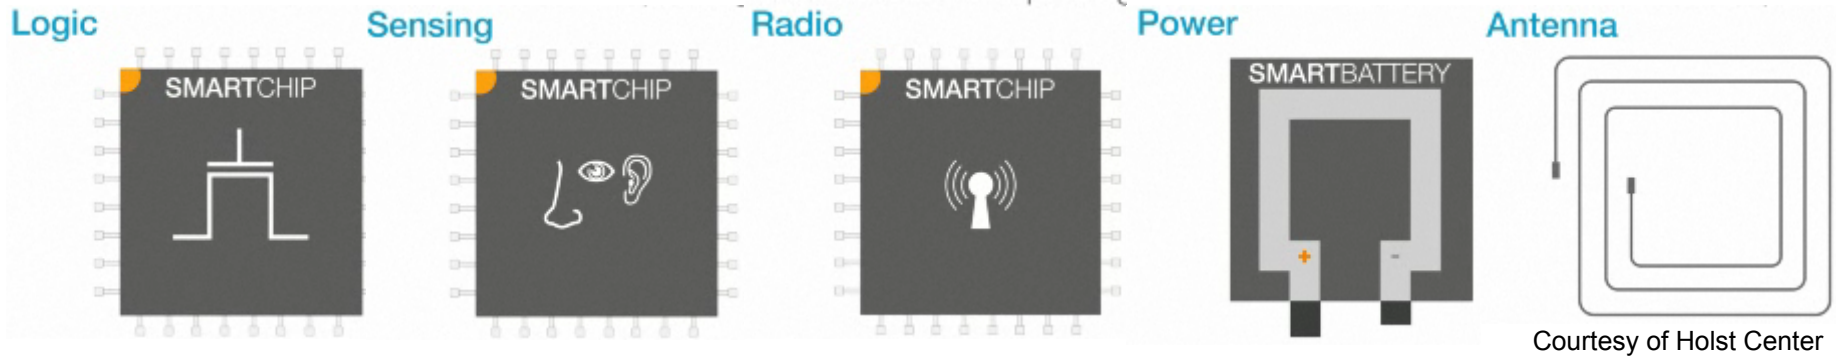 Logic
Sensing
Radio
Power
Antenna
SMARTCHIP
SMARTCHIP
SMARTCHIP
SMARTBATTERY
+
-
Courtesy of Holst Center